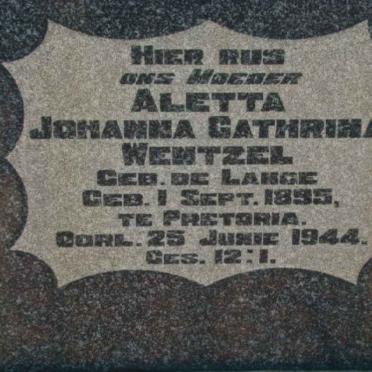 HIER RUS
ONS MOEDER
ALETTA
JOHANNA CATHRINA
WENTZEL
GEB. DE LANGE
GEB. 1 SEPT. 1895,
TE PRETORIA.
OORL. 25 JUNIE 1944.
GES. 12:1.